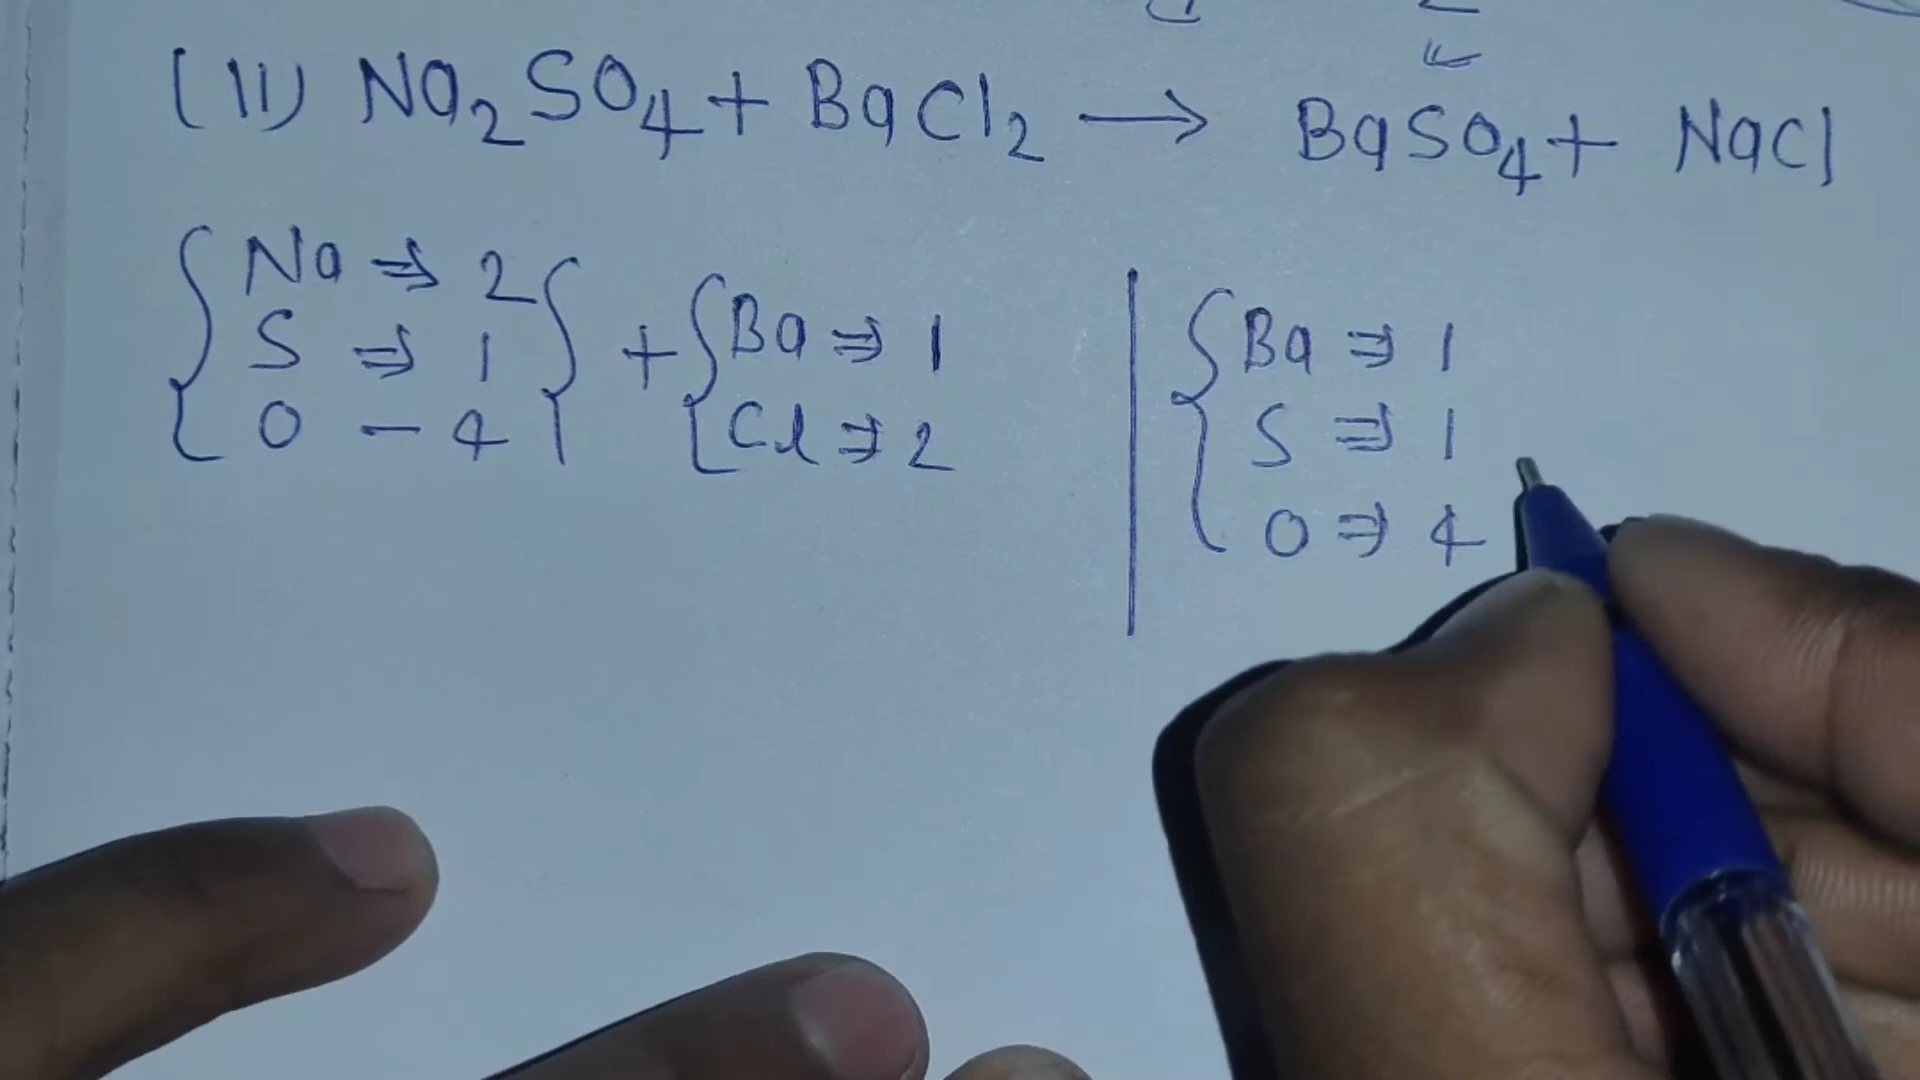 (II) Na2SO4 + BaCl2 → BaSO4 + NaCl
{ Na ⇒ 2 } + { Ba ⇒ 1 | { Ba ⇒ 1
S ⇒ 1 Cl ⇒ 2 S ⇒ 1
O - 4 O ⇒ 4